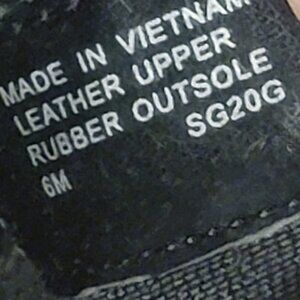 MADE IN VIETNAM
LEATHER UPPER
RUBBER OUTSOLE
SG20G
6M